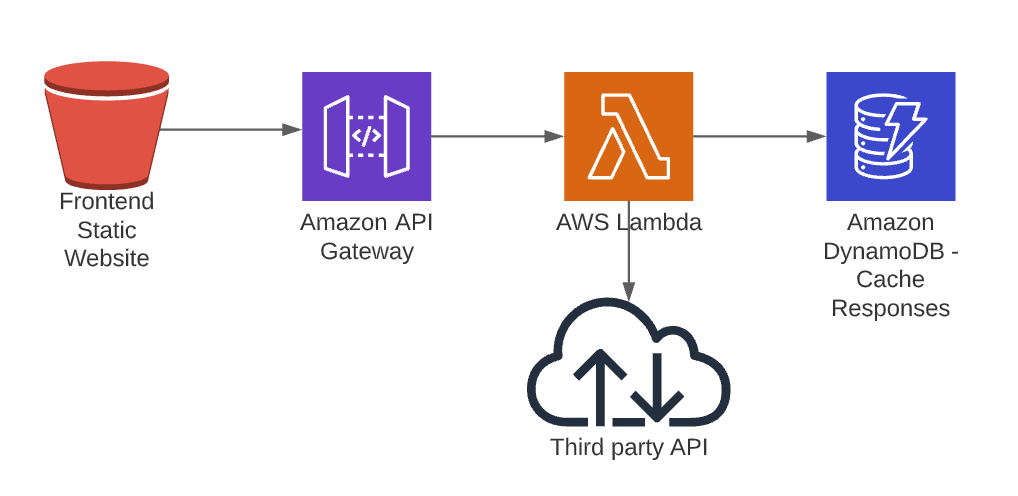 Frontend
Static
Website
Amazon API
Gateway
</>
AWS Lambda
Amazon
DynamoDB -
Cache
Responses
Third party API